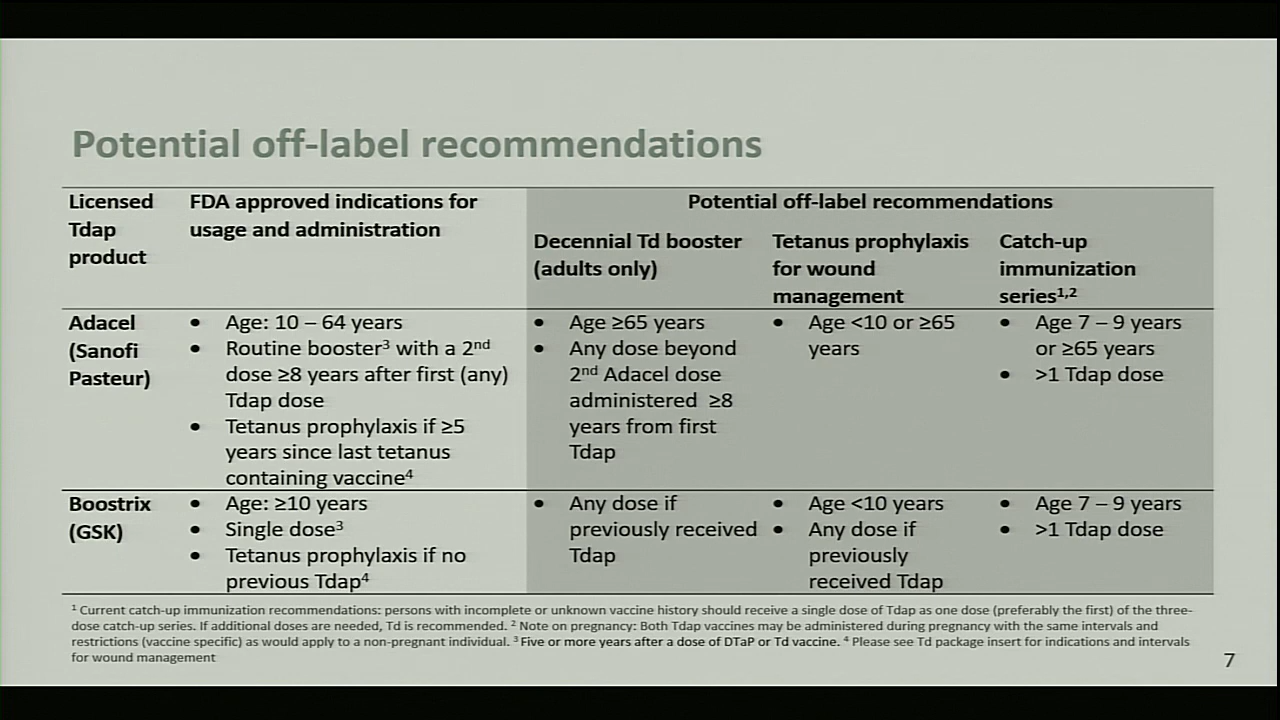 Potential off-label recommendations
Licensed Tdap product
FDA approved indications for usage and administration
Potential off-label recommendations
Decennial Td booster (adults only)
Tetanus prophylaxis for wound management
Catch-up immunization series¹,²
Adacel (Sanofi Pasteur)
• Age: 10 – 64 years
• Routine booster³ with a 2nd dose ≥8 years after first (any) Tdap dose
• Tetanus prophylaxis if ≥5 years since last tetanus containing vaccine⁴
• Age ≥65 years
• Any dose beyond 2nd Adacel dose administered ≥8 years from first Tdap
• Age <10 or ≥65 years
• Age 7 – 9 years or ≥65 years
• >1 Tdap dose
Boostrix (GSK)
• Age: ≥10 years
• Single dose³
• Tetanus prophylaxis if no previous Tdap⁴
• Any dose if previously received Tdap
• Age <10 years
• Any dose if previously received Tdap
• Age 7 – 9 years
• >1 Tdap dose
¹ Current catch-up immunization recommendations: persons with incomplete or unknown vaccine history should receive a single dose of Tdap as one dose (preferably the first) of the three-
dose catch-up series. If additional doses are needed, Td is recommended. ² Note on pregnancy: Both Tdap vaccines may be administered during pregnancy with the same intervals and
restrictions (vaccine specific) as would apply to a non-pregnant individual. ³ Five or more years after a dose of DTaP or Td vaccine. ⁴ Please see Td package insert for indications and intervals
for wound management
7